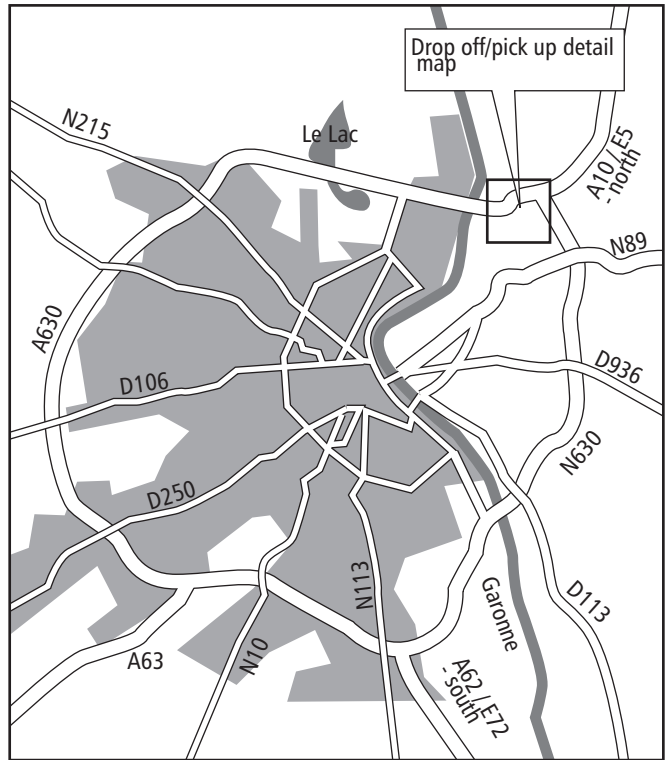 Drop off/pick up detail
map
N215
Le Lac
A10 / E5
- north
N89
A630
D106
D936
N630
D250
N113
Garonne
D113
A63
N10
A62 / E72
- south